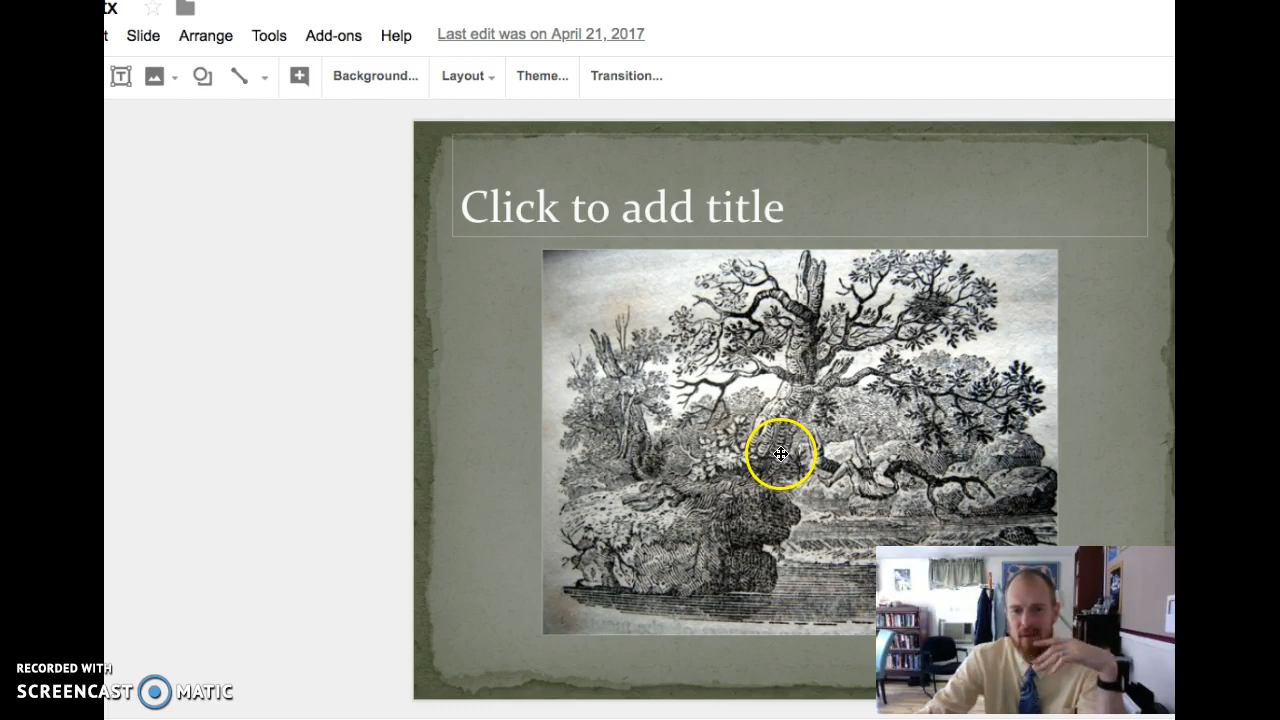 Slide Arrange Tools Add-ons Help Last edit was on April 21, 2017
Background... Layout Theme... Transition...
Click to add title
RECORDED WITH
SCREENCAST MATIC